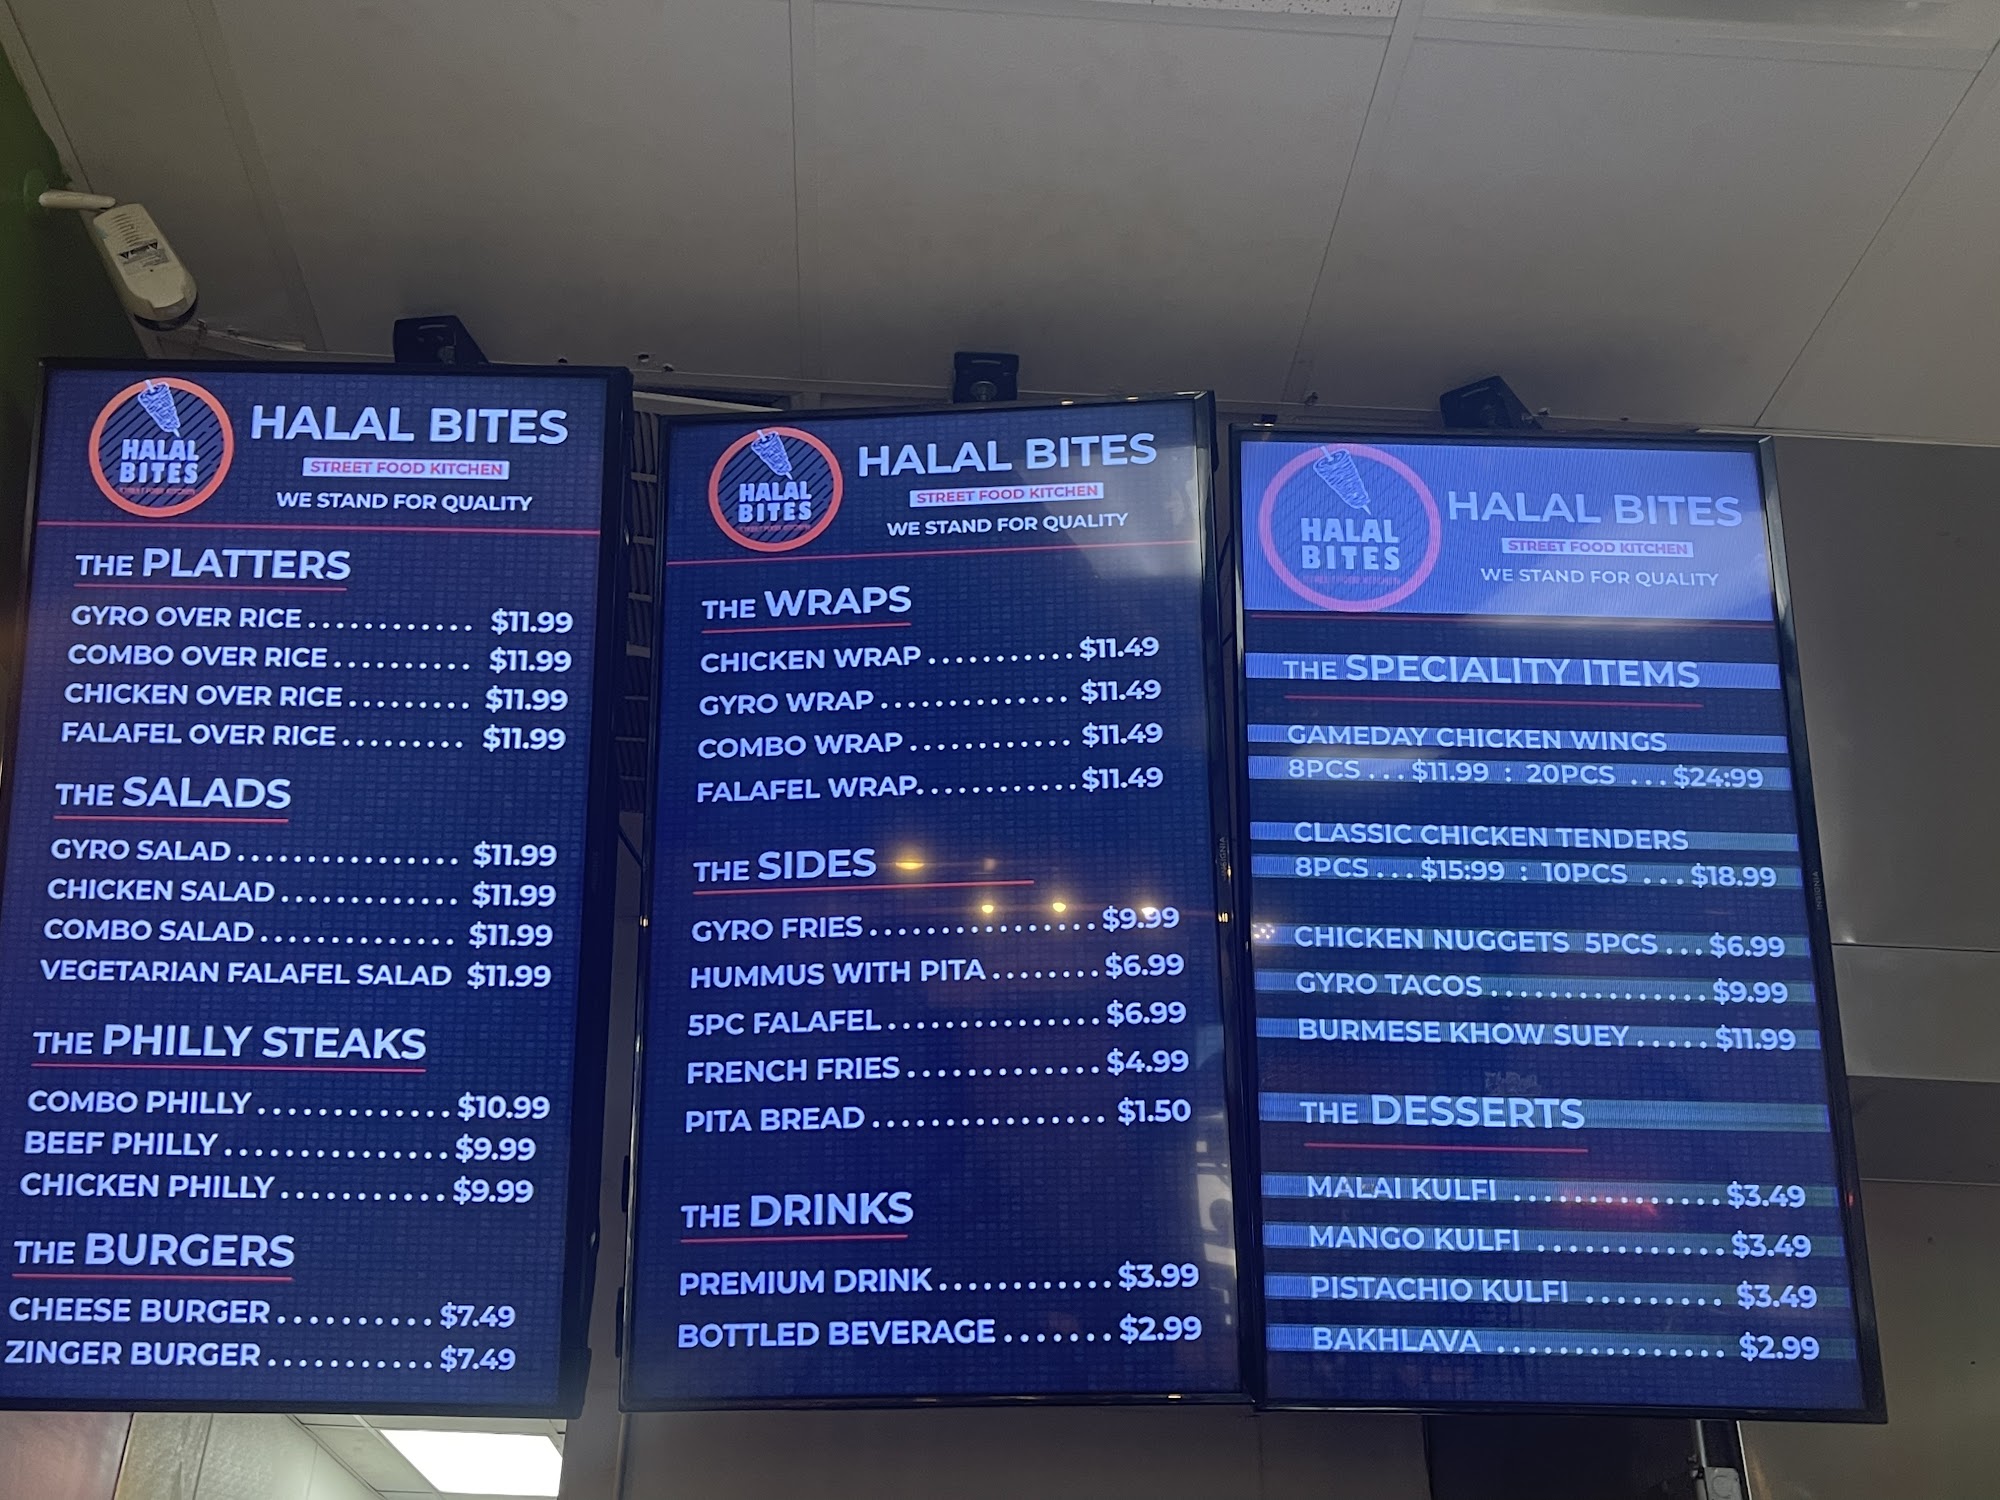 HALAL BITES
HALAL BITES
STREET FOOD KITCHEN
WE STAND FOR QUALITY
THE PLATTERS
GYRO OVER RICE............ $11.99
COMBO OVER RICE.......... $11.99
CHICKEN OVER RICE......... $11.99
FALAFEL OVER RICE......... $11.99
THE SALADS
GYRO SALAD................ $11.99
CHICKEN SALAD............. $11.99
COMBO SALAD.............. $11.99
VEGETARIAN FALAFEL SALAD $11.99
THE PHILLY STEAKS
COMBO PHILLY.............$10.99
BEEF PHILLY................$9.99
CHICKEN PHILLY............$9.99
THE BURGERS
CHEESE BURGER...........$7.49
ZINGER BURGER............$7.49
HALAL BITES
HALAL BITES
STREET FOOD KITCHEN
WE STAND FOR QUALITY
THE WRAPS
CHICKEN WRAP...........$11.49
GYRO WRAP.............. $11.49
COMBO WRAP............ $11.49
FALAFEL WRAP............$11.49
THE SIDES
GYRO FRIES.................$9.99
HUMMUS WITH PITA........$6.99
5PC FALAFEL................$6.99
FRENCH FRIES..............$4.99
PITA BREAD................. $1.50
THE DRINKS
PREMIUM DRINK............$3.99
BOTTLED BEVERAGE.......$2.99
HALAL BITES
HALAL BITES
STREET FOOD KITCHEN
WE STAND FOR QUALITY
THE SPECIALITY ITEMS
GAMEDAY CHICKEN WINGS
8PCS...$11.99 : 20PCS ...$24:99
CLASSIC CHICKEN TENDERS
8PCS...$15:99 : 10PCS ...$18.99
CHICKEN NUGGETS 5PCS...$6.99
GYRO TACOS...............$9.99
BURMESE KHOW SUEY.....$11.99
THE DESSERTS
MALAI KULFI .............$3.49
MANGO KULFI ............$3.49
PISTACHIO KULFI ......... $3.49
BAKHLAVA ............... $2.99
INSIGNIA